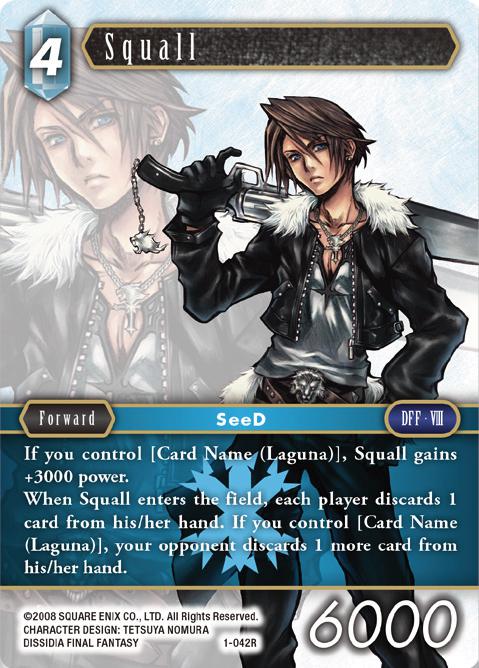 4
Squall
Forward
SeeD
DFF · VIII
If you control [Card Name (Laguna)], Squall gains
+3000 power.
When Squall enters the field, each player discards 1
card from his/her hand. If you control [Card Name
(Laguna)], your opponent discards 1 more card from
his/her hand.
©2008 SQUARE ENIX CO., LTD. All Rights Reserved.
CHARACTER DESIGN: TETSUYA NOMURA
DISSIDIA FINAL FANTASY
1-042R
6000